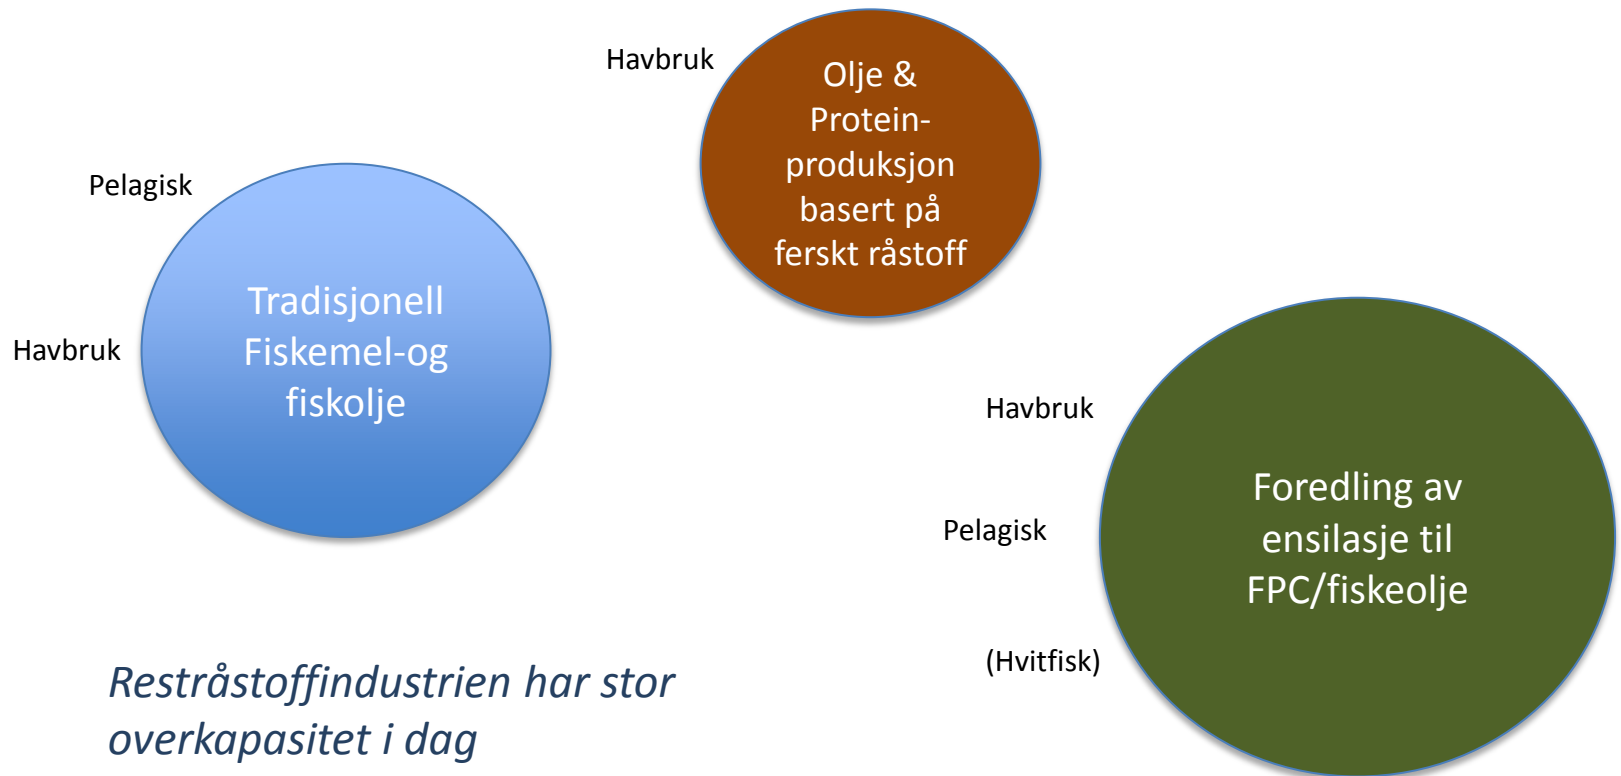 Havbruk
Olje &
Protein-
produksjon
basert på
ferskt råstoff
Pelagisk
Havbruk
Tradisjonell
Fiskemel-og
fiskolje
Havbruk
Pelagisk
(Hvitfisk)
Foredling av
ensilasje til
FPC/fiskeolje
Restråstoffindustrien har stor
overkapasitet i dag